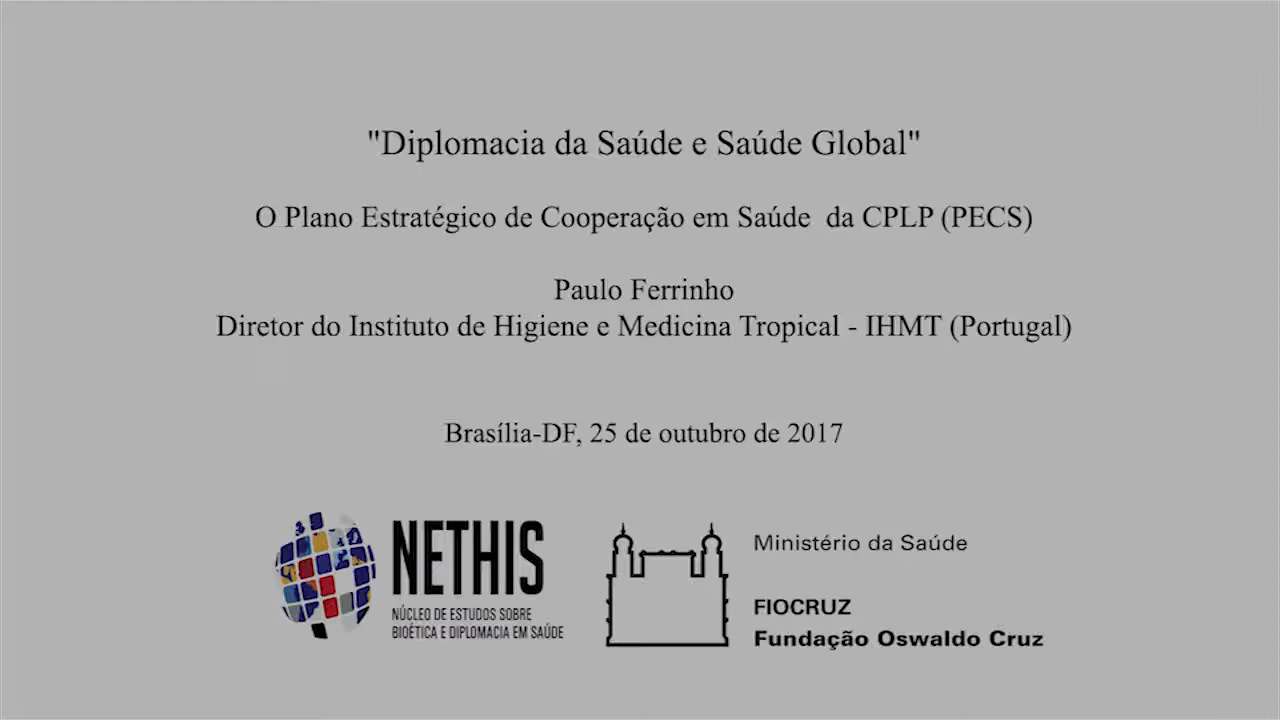 "Diplomacia da Saúde e Saúde Global"
O Plano Estratégico de Cooperação em Saúde da CPLP (PECS)
Paulo Ferrinho
Diretor do Instituto de Higiene e Medicina Tropical - IHMT (Portugal)
Brasília-DF, 25 de outubro de 2017
NETHIS
NÚCLEO DE ESTUDOS SOBRE
BIOÉTICA E DIPLOMACIA EM SAÚDE
Ministério da Saúde
FIOCRUZ
Fundação Oswaldo Cruz